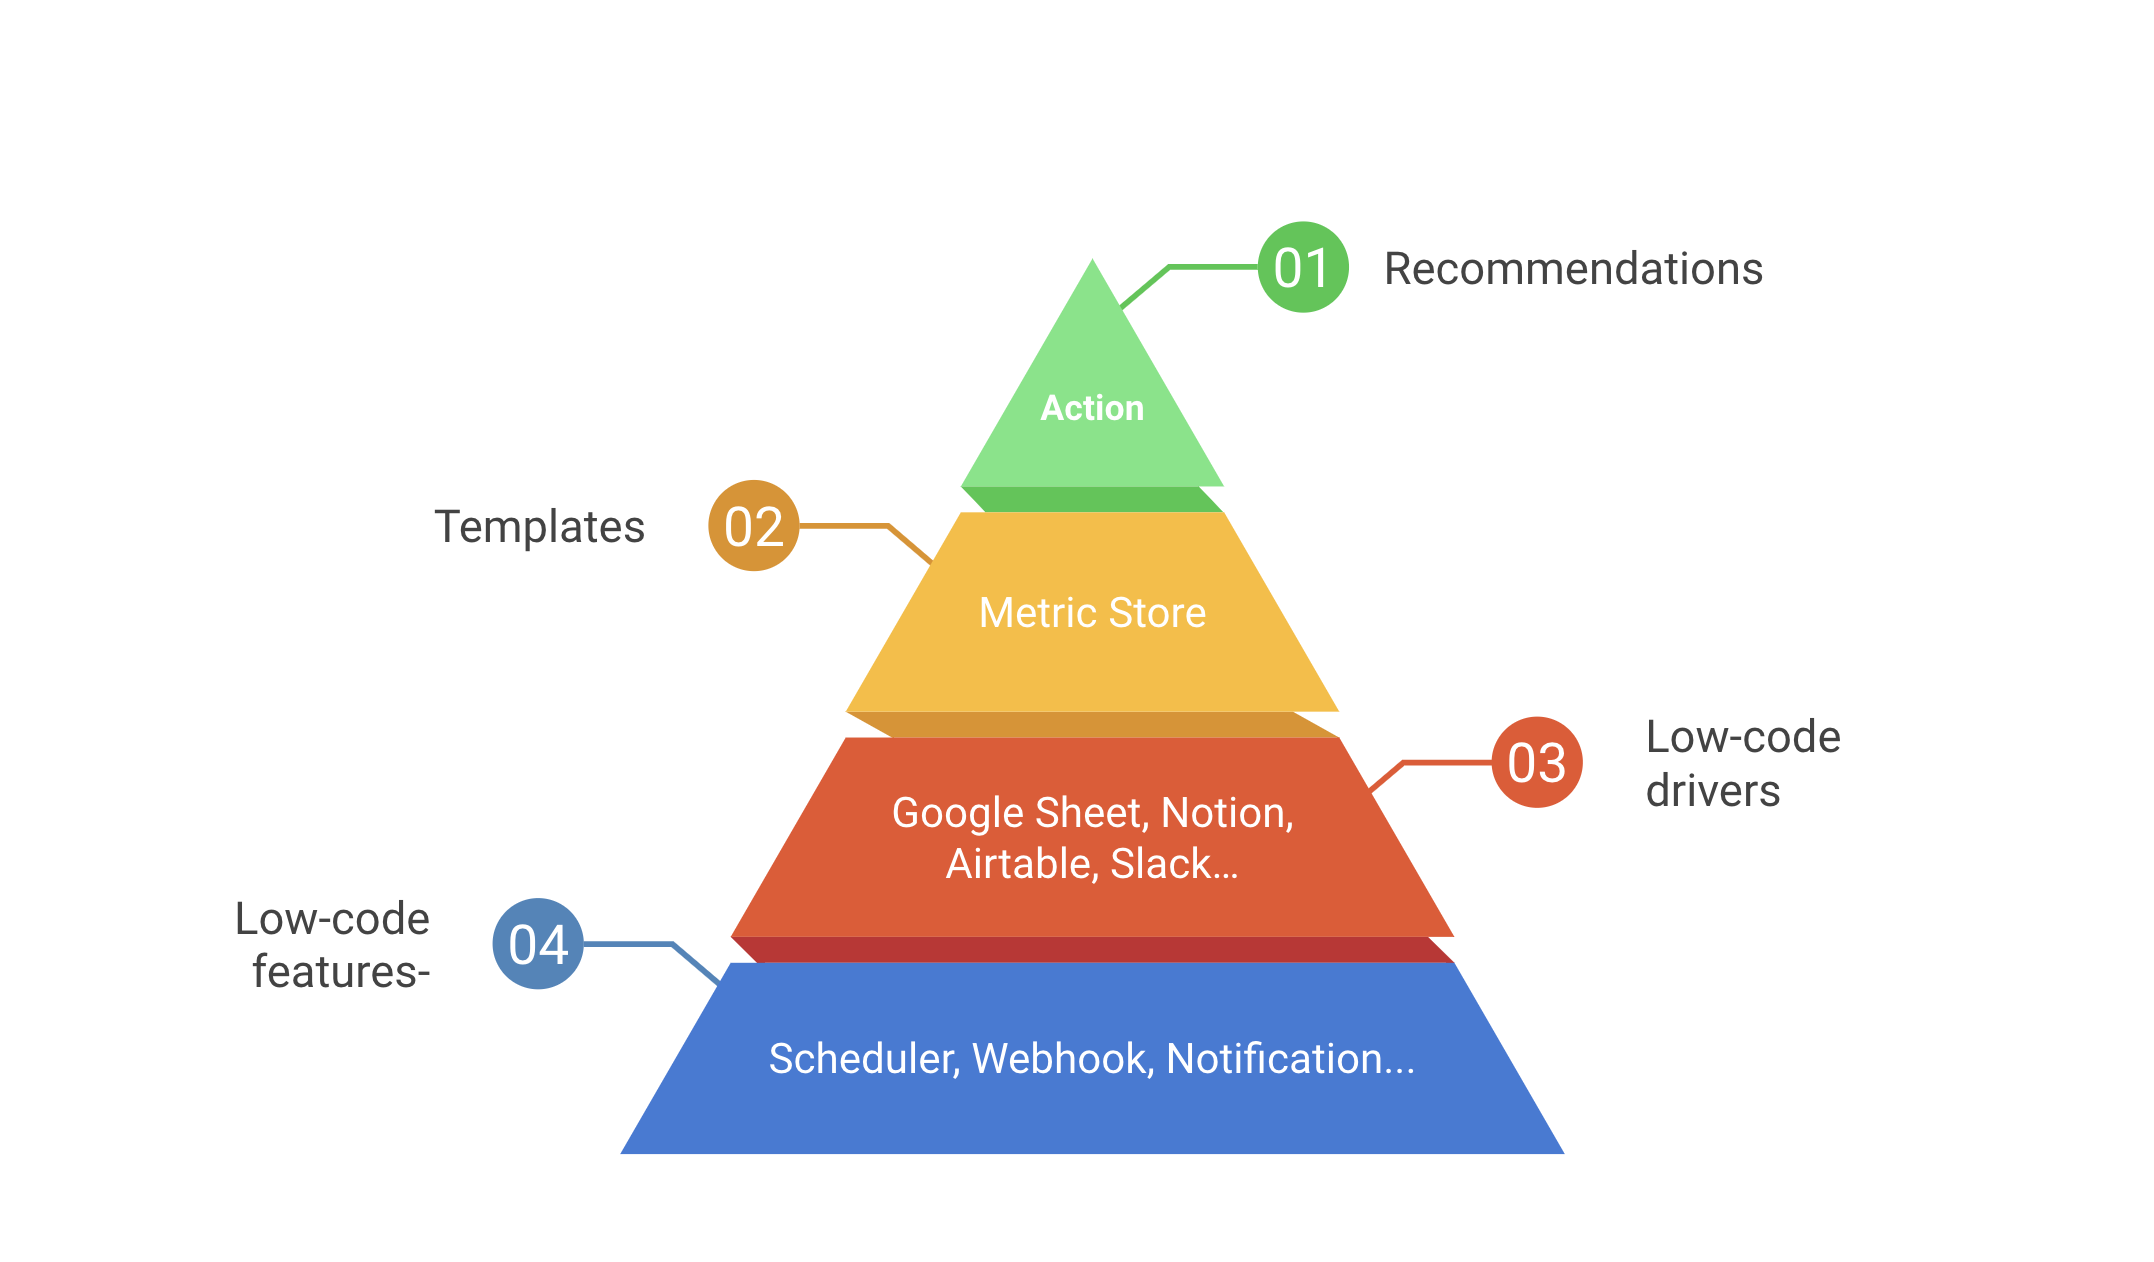 01
Recommendations
Action
Templates
02
Metric Store
03
Low-code
drivers
Google Sheet, Notion,
Airtable, Slack...
Low-code
features-
04
Scheduler, Webhook, Notification...